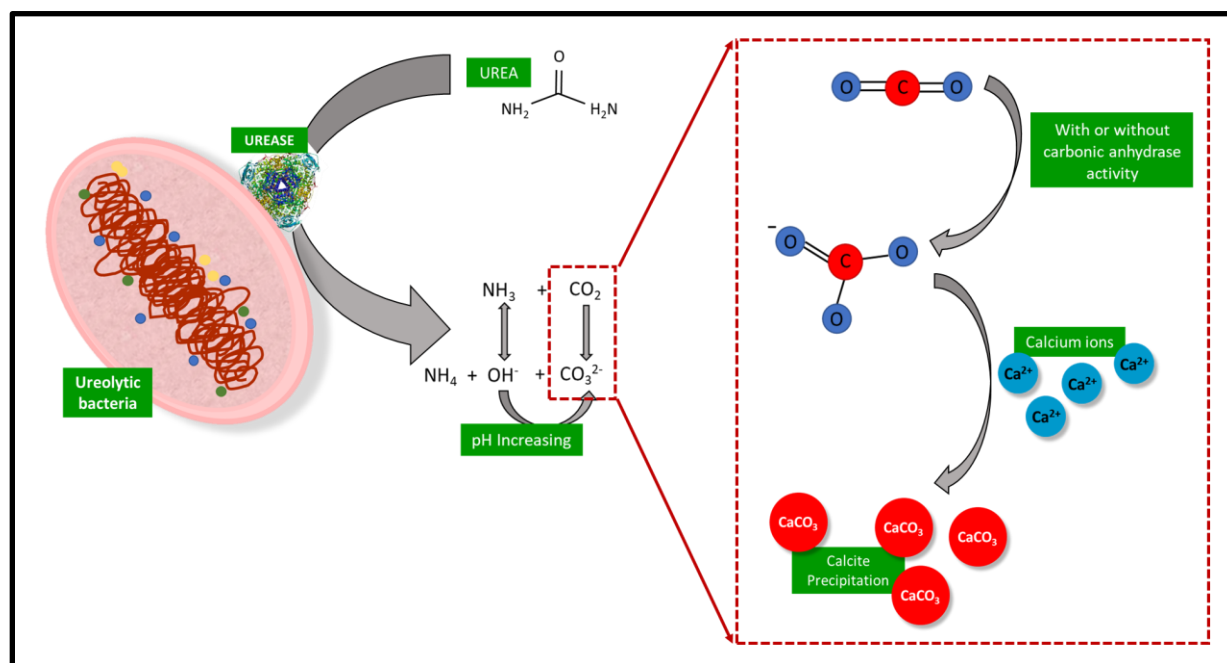 UREA
O
NH₂
H₂N
UREASE
Ureolytic
bacteria
NH₃ + CO₂
NH₄ + OH⁻ + CO₃²⁻
pH Increasing
O C O
With or without
carbonic anhydrase
activity
⁻
O C O
O
Calcium ions
Ca²⁺
Ca²⁺
Ca²⁺
Ca²⁺
CaCO₃
CaCO₃
CaCO₃
Calcite
Precipitation
CaCO₃